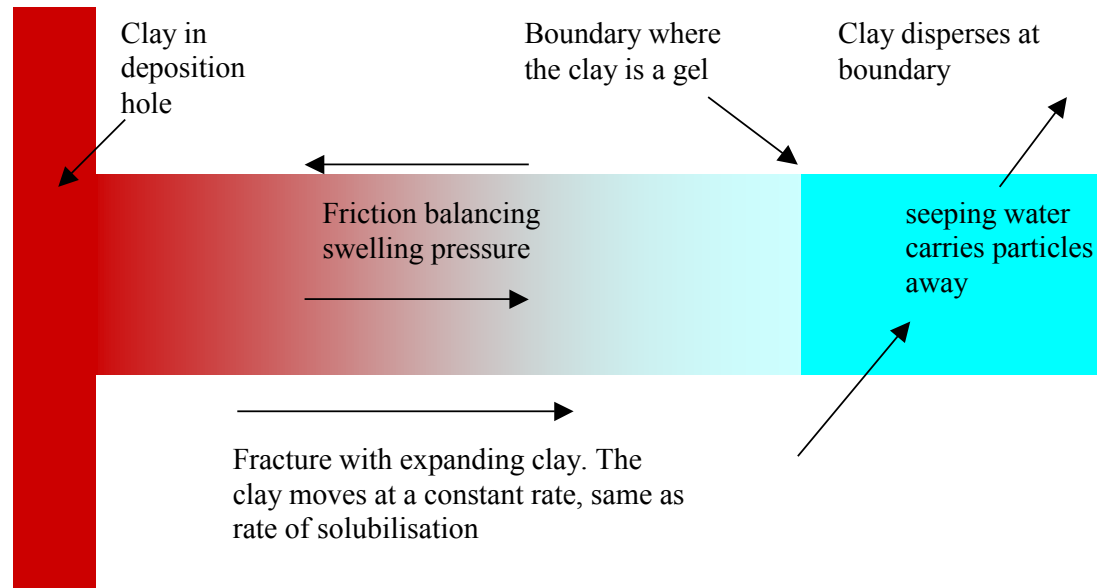 Clay in
deposition
hole
Boundary where
the clay is a gel
Clay disperses at
boundary
Friction balancing
swelling pressure
seeping water
carries particles
away
Fracture with expanding clay. The
clay moves at a constant rate, same as
rate of solubilisation